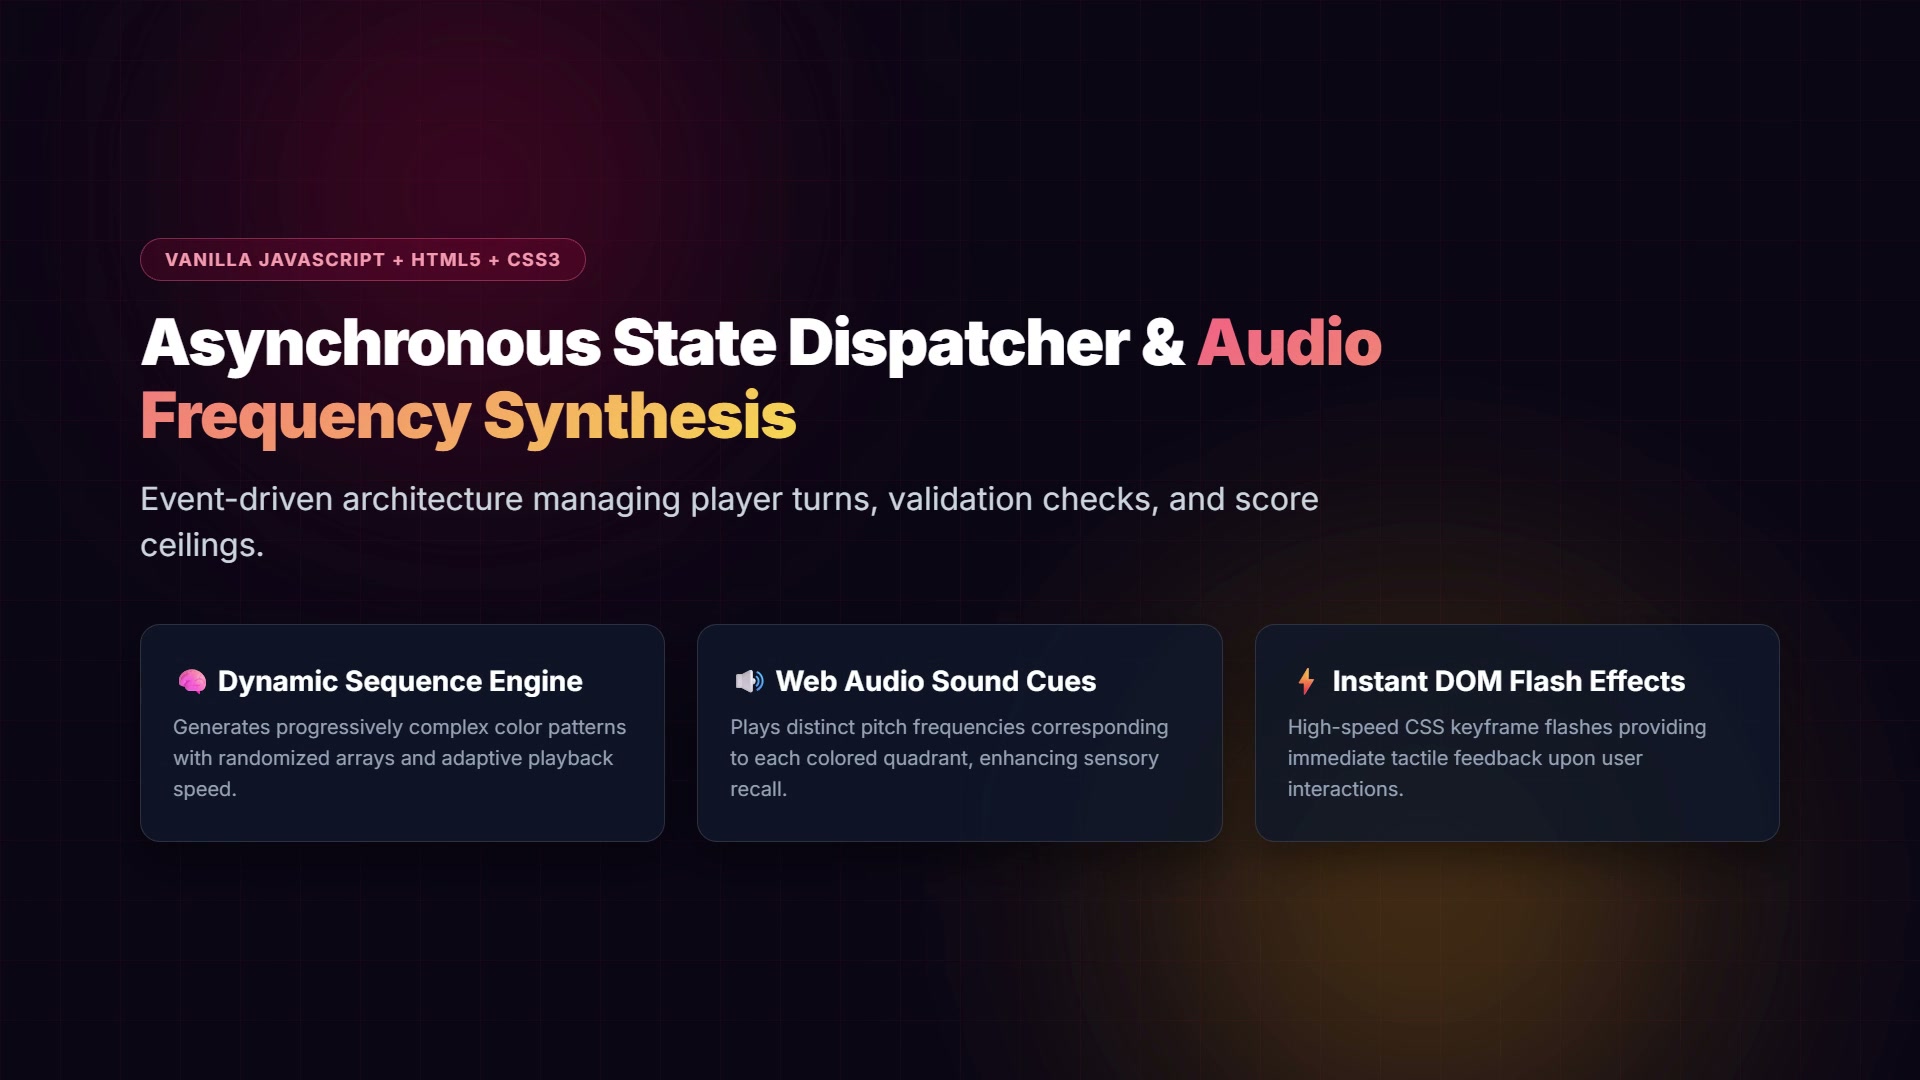 VANILLA JAVASCRIPT + HTML5 + CSS3
Asynchronous State Dispatcher & Audio
Frequency Synthesis
Event-driven architecture managing player turns, validation checks, and score
ceilings.
🧠 Dynamic Sequence Engine
Generates progressively complex color patterns
with randomized arrays and adaptive playback
speed.
🔊 Web Audio Sound Cues
Plays distinct pitch frequencies corresponding
to each colored quadrant, enhancing sensory
recall.
⚡ Instant DOM Flash Effects
High-speed CSS keyframe flashes providing
immediate tactile feedback upon user
interactions.